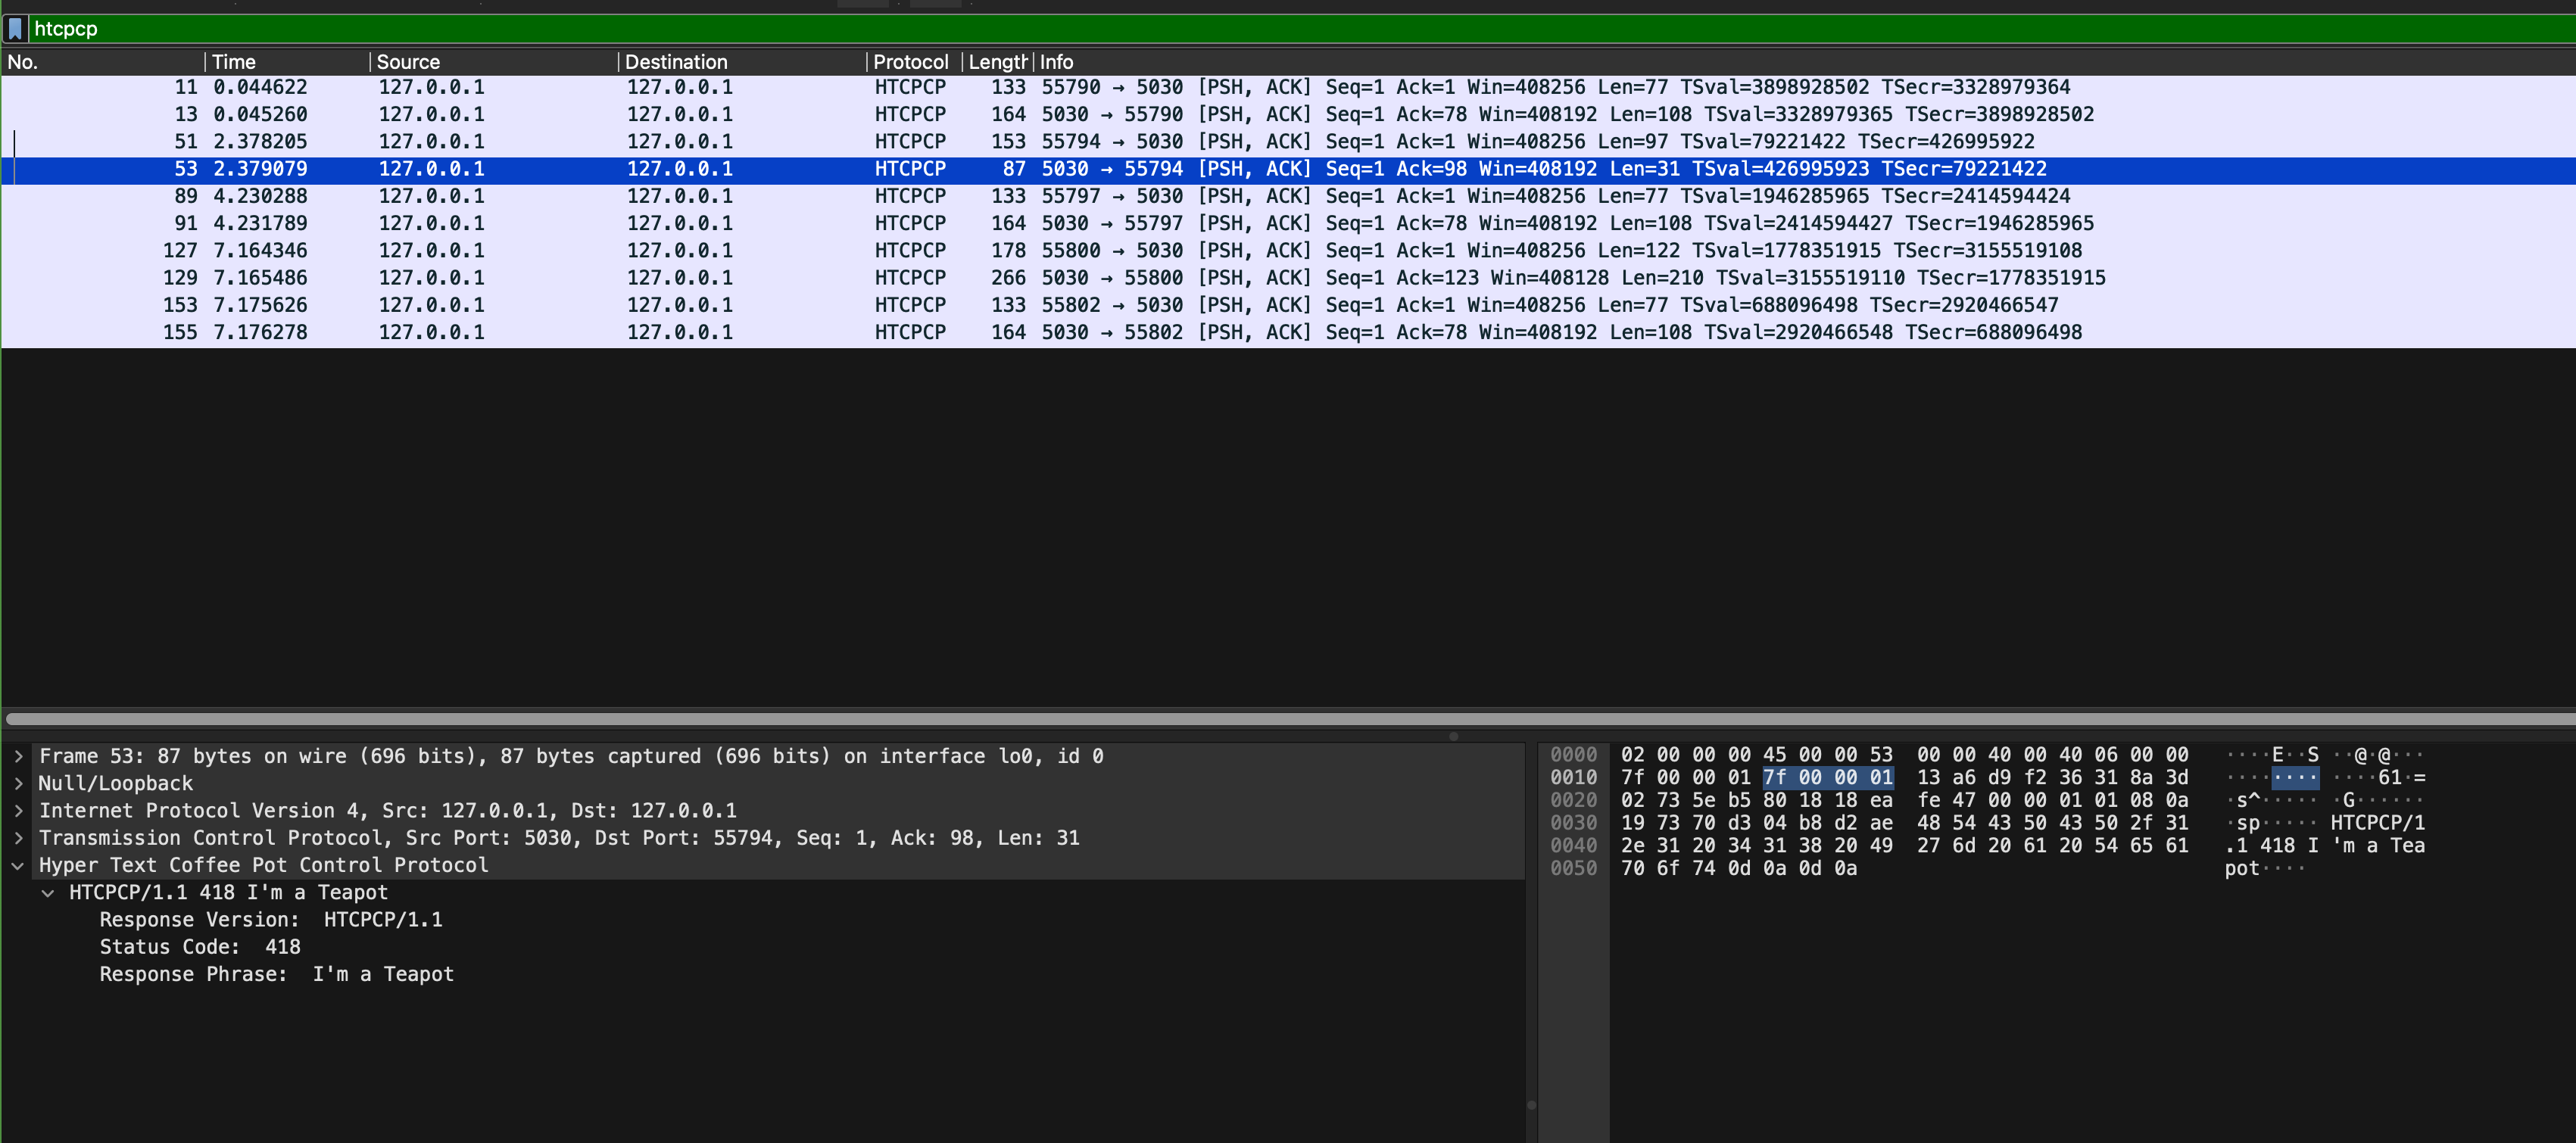 htcpcp
No. Time Source Destination Protocol Lengtl Info
11 0.044622 127.0.0.1 127.0.0.1 HTCPCP 133 55790 → 5030 [PSH, ACK] Seq=1 Ack=1 Win=408256 Len=77 TSval=3898928502 TSecr=3328979364
13 0.045260 127.0.0.1 127.0.0.1 HTCPCP 164 5030 → 55790 [PSH, ACK] Seq=1 Ack=78 Win=408192 Len=108 TSval=3328979365 TSecr=3898928502
51 2.378205 127.0.0.1 127.0.0.1 HTCPCP 153 55794 → 5030 [PSH, ACK] Seq=1 Ack=1 Win=408256 Len=97 TSval=79221422 TSecr=426995922
53 2.379079 127.0.0.1 127.0.0.1 HTCPCP 87 5030 → 55794 [PSH, ACK] Seq=1 Ack=98 Win=408192 Len=31 TSval=426995923 TSecr=79221422
89 4.230288 127.0.0.1 127.0.0.1 HTCPCP 133 55797 → 5030 [PSH, ACK] Seq=1 Ack=1 Win=408256 Len=77 TSval=1946285965 TSecr=2414594424
91 4.231789 127.0.0.1 127.0.0.1 HTCPCP 164 5030 → 55797 [PSH, ACK] Seq=1 Ack=78 Win=408192 Len=108 TSval=2414594427 TSecr=1946285965
127 7.164346 127.0.0.1 127.0.0.1 HTCPCP 178 55800 → 5030 [PSH, ACK] Seq=1 Ack=1 Win=408256 Len=122 TSval=1778351915 TSecr=3155519108
129 7.165486 127.0.0.1 127.0.0.1 HTCPCP 266 5030 → 55800 [PSH, ACK] Seq=1 Ack=123 Win=408128 Len=210 TSval=3155519110 TSecr=1778351915
153 7.175626 127.0.0.1 127.0.0.1 HTCPCP 133 55802 → 5030 [PSH, ACK] Seq=1 Ack=1 Win=408256 Len=77 TSval=688096498 TSecr=2920466547
155 7.176278 127.0.0.1 127.0.0.1 HTCPCP 164 5030 → 55802 [PSH, ACK] Seq=1 Ack=78 Win=408192 Len=108 TSval=2920466548 TSecr=688096498
Frame 53: 87 bytes on wire (696 bits), 87 bytes captured (696 bits) on interface lo0, id 0
Null/Loopback
Internet Protocol Version 4, Src: 127.0.0.1, Dst: 127.0.0.1
Transmission Control Protocol, Src Port: 5030, Dst Port: 55794, Seq: 1, Ack: 98, Len: 31
Hyper Text Coffee Pot Control Protocol
HTCPCP/1.1 418 I'm a Teapot
Response Version: HTCPCP/1.1
Status Code: 418
Response Phrase: I'm a Teapot
0000 02 00 00 00 45 00 00 53 00 00 40 00 40 06 00 00 ····E··S ··@·@···
0010 7f 00 00 01 7f 00 00 01 13 a6 d9 f2 36 31 8a 3d ········ ····61·=
0020 02 73 5e b5 80 18 18 ea fe 47 00 00 01 01 08 0a ·s^····· ·G······
0030 19 73 70 d3 04 b8 d2 ae 48 54 43 50 43 50 2f 31 ·sp····· HTCPCP/1
0040 2e 31 20 34 31 38 20 49 27 6d 20 61 20 54 65 61 .1 418 I 'm a Tea
0050 70 6f 74 0d 0a 0d 0a pot····